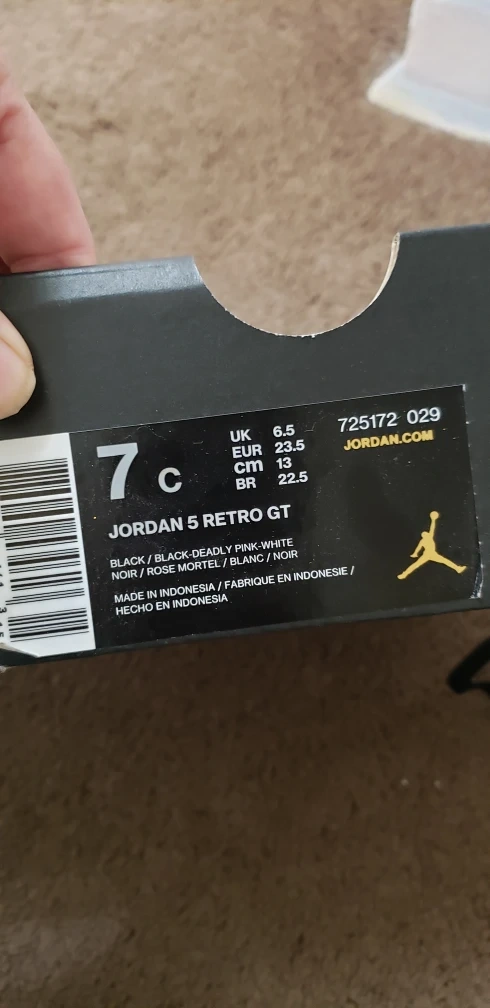 7 C
UK 6.5
EUR 23.5
cm 13
BR 22.5
725172 029
JORDAN.COM
JORDAN 5 RETRO GT
BLACK / BLACK-DEADLY PINK-WHITE
NOIR / ROSE MORTEL / BLANC / NOIR
MADE IN INDONESIA / FABRIQUE EN INDONESIE /
HECHO EN INDONESIA